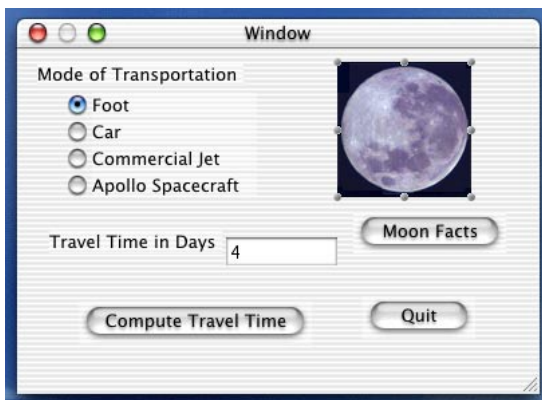 Window
Mode of Transportation
Foot
Car
Commercial Jet
Apollo Spacecraft
Moon Facts
Travel Time in Days 4
Compute Travel Time
Quit